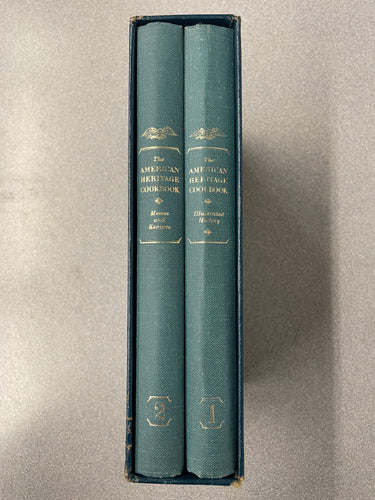 The
AMERICAN
HERITAGE
COOKBOOK
Menus
and
Recipes
2
The
AMERICAN
HERITAGE
COOKBOOK
Illustrated
History
1